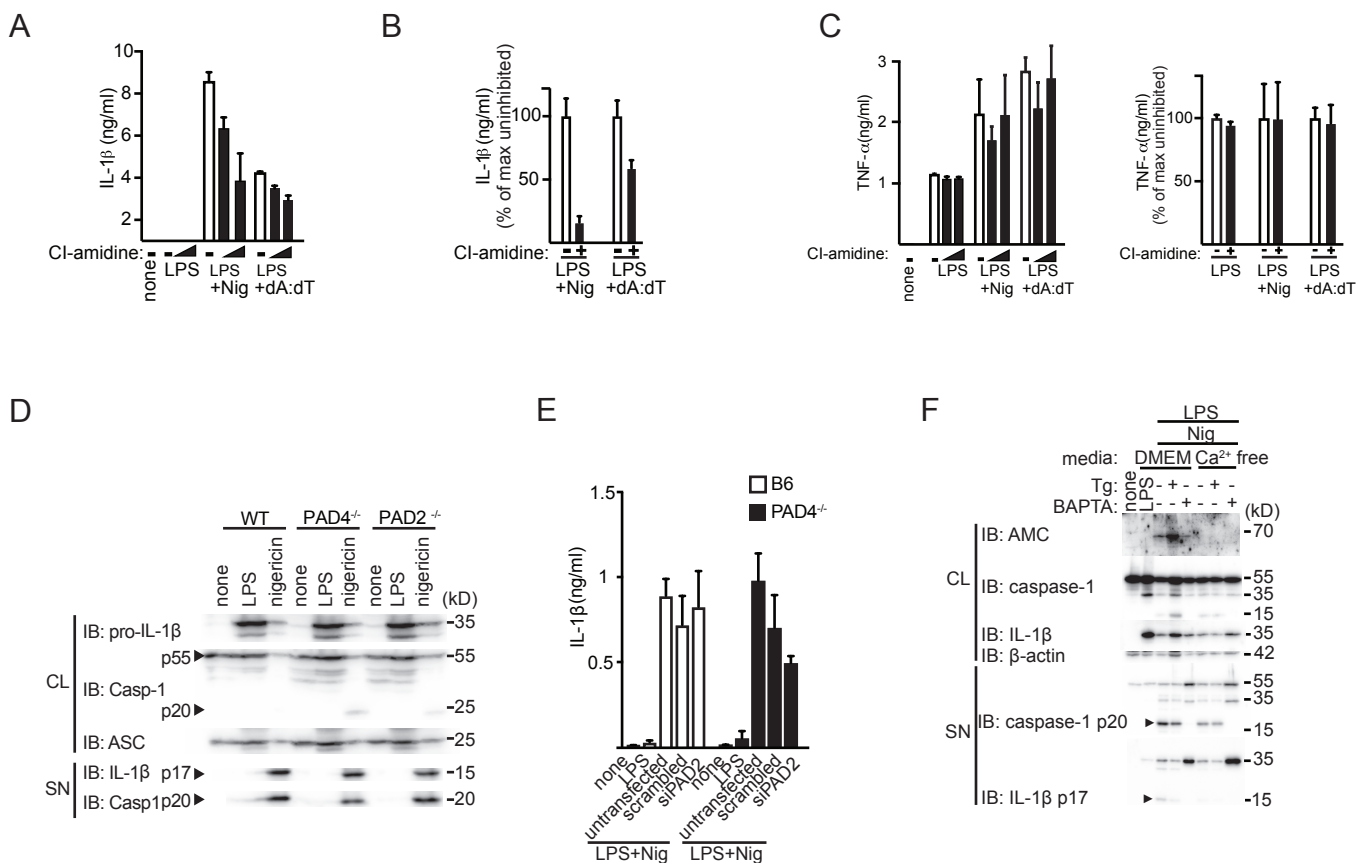 A
IL-1β (ng/ml)
10
8
6
4
2
Cl-amidine:
none
-
-
LPS
-
LPS
+Nig
-
LPS
+dA:dT
B
IL-1β (ng/ml)
(% of max uninhibited)
100
50
Cl-amidine:
- + - +
LPS
+Nig
LPS
+dA:dT
C
TNF-α(ng/ml)
3
2
1
Cl-amidine:
none
-
-
LPS
-
LPS
+Nig
-
LPS
+dA:dT
TNF-α(ng/ml)
(% of max uninhibited)
100
50
Cl-amidine:
- + - + - +
LPS
LPS
+Nig
LPS
+dA:dT
D
WT PAD4-/- PAD2 -/-
none LPS nigericin none LPS nigericin none LPS nigericin
(kD)
CL
IB: pro-IL-1β
-35
p55
-55
IB: Casp-1
p20
-25
IB: ASC
-25
SN
IB: IL-1β p17
-15
IB: Casp1p20
-20
E
B6
PAD4-/-
IL-1β(ng/ml)
1.5
1
0.5
none LPS untransfected scrambled siPAD2 none LPS untransfected scrambled siPAD2
LPS+Nig LPS+Nig
F
LPS
Nig
media: DMEM Ca2+ free
none LPS
Tg: - + - - + -
BAPTA: - - + - - +
(kD)
CL
IB: AMC
-70
IB: caspase-1
-55
-35
-15
IB: IL-1β
-35
IB: β-actin
-42
SN
-55
-35
IB: caspase-1 p20
-15
-35
IB: IL-1β p17
-15